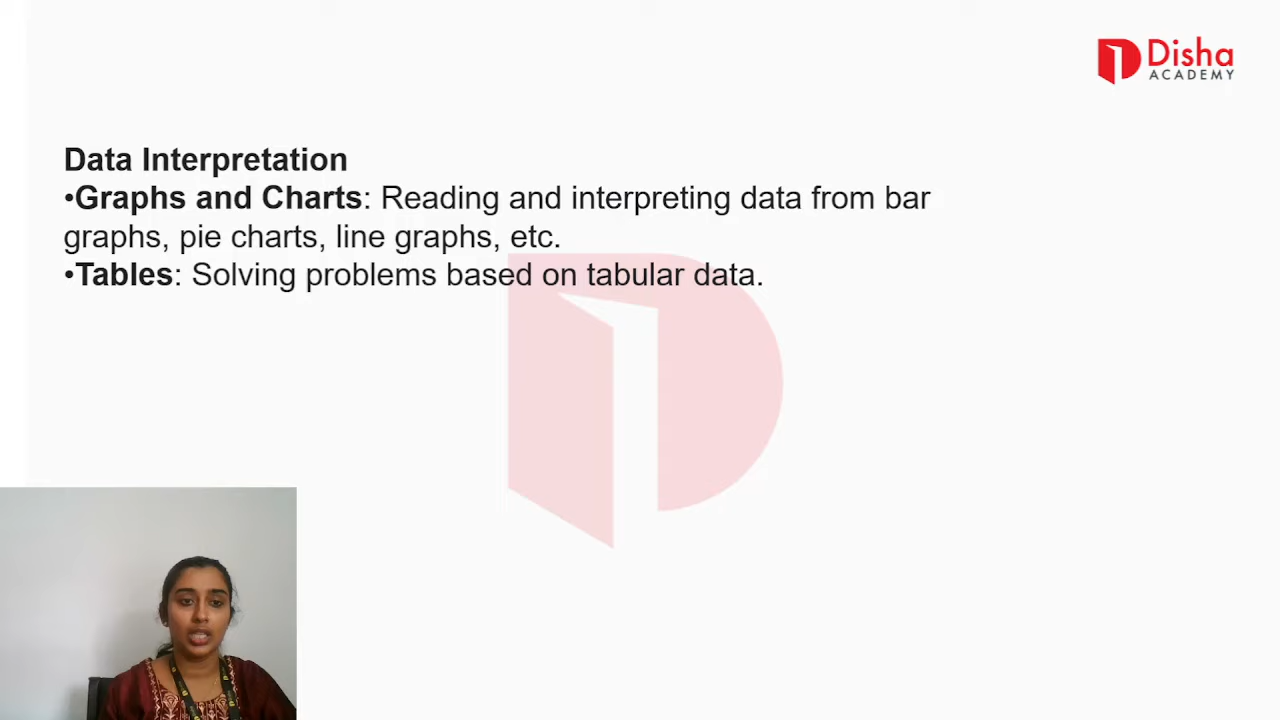 Disha
ACADEMY
Data Interpretation
•Graphs and Charts: Reading and interpreting data from bar
graphs, pie charts, line graphs, etc.
•Tables: Solving problems based on tabular data.